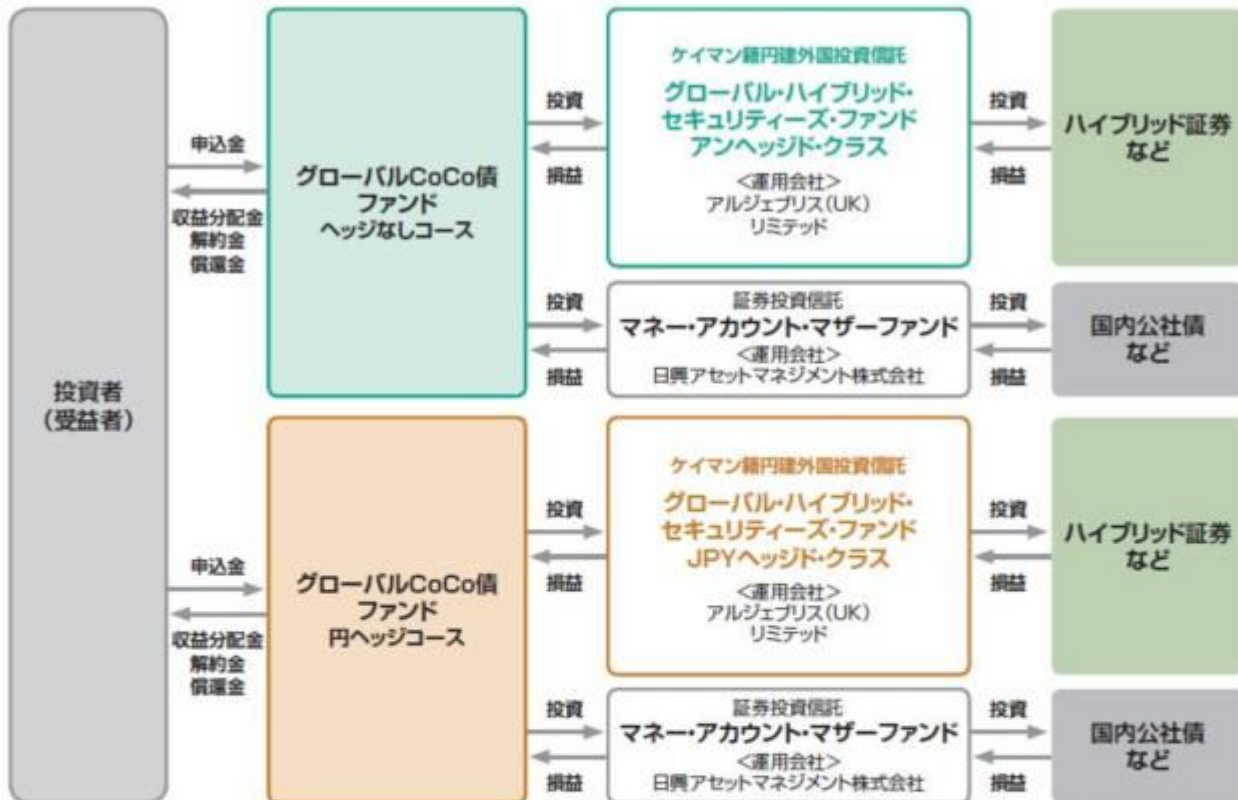 投資者
(受益者)
申込金
収益分配金
解約金
償還金
グローバルCoCo債
ファンド
ヘッジなしコース
投資
損益
ケイマン籍円建外国投資信託
グローバル・ハイブリッド・
セキュリティーズ・ファンド
アンヘッジド・クラス
<運用会社>
アルジェブリス(UK)
リミテッド
投資
損益
ハイブリッド証券
など
投資
損益
証券投資信託
マネー・アカウント・マザーファンド
<運用会社>
日興アセットマネジメント株式会社
投資
損益
国内公社債
など
申込金
収益分配金
解約金
償還金
グローバルCoCo債
ファンド
円ヘッジコース
投資
損益
ケイマン籍円建外国投資信託
グローバル・ハイブリッド・
セキュリティーズ・ファンド
JPYヘッジド・クラス
<運用会社>
アルジェブリス(UK)
リミテッド
投資
損益
ハイブリッド証券
など
投資
損益
証券投資信託
マネー・アカウント・マザーファンド
<運用会社>
日興アセットマネジメント株式会社
投資
損益
国内公社債
など